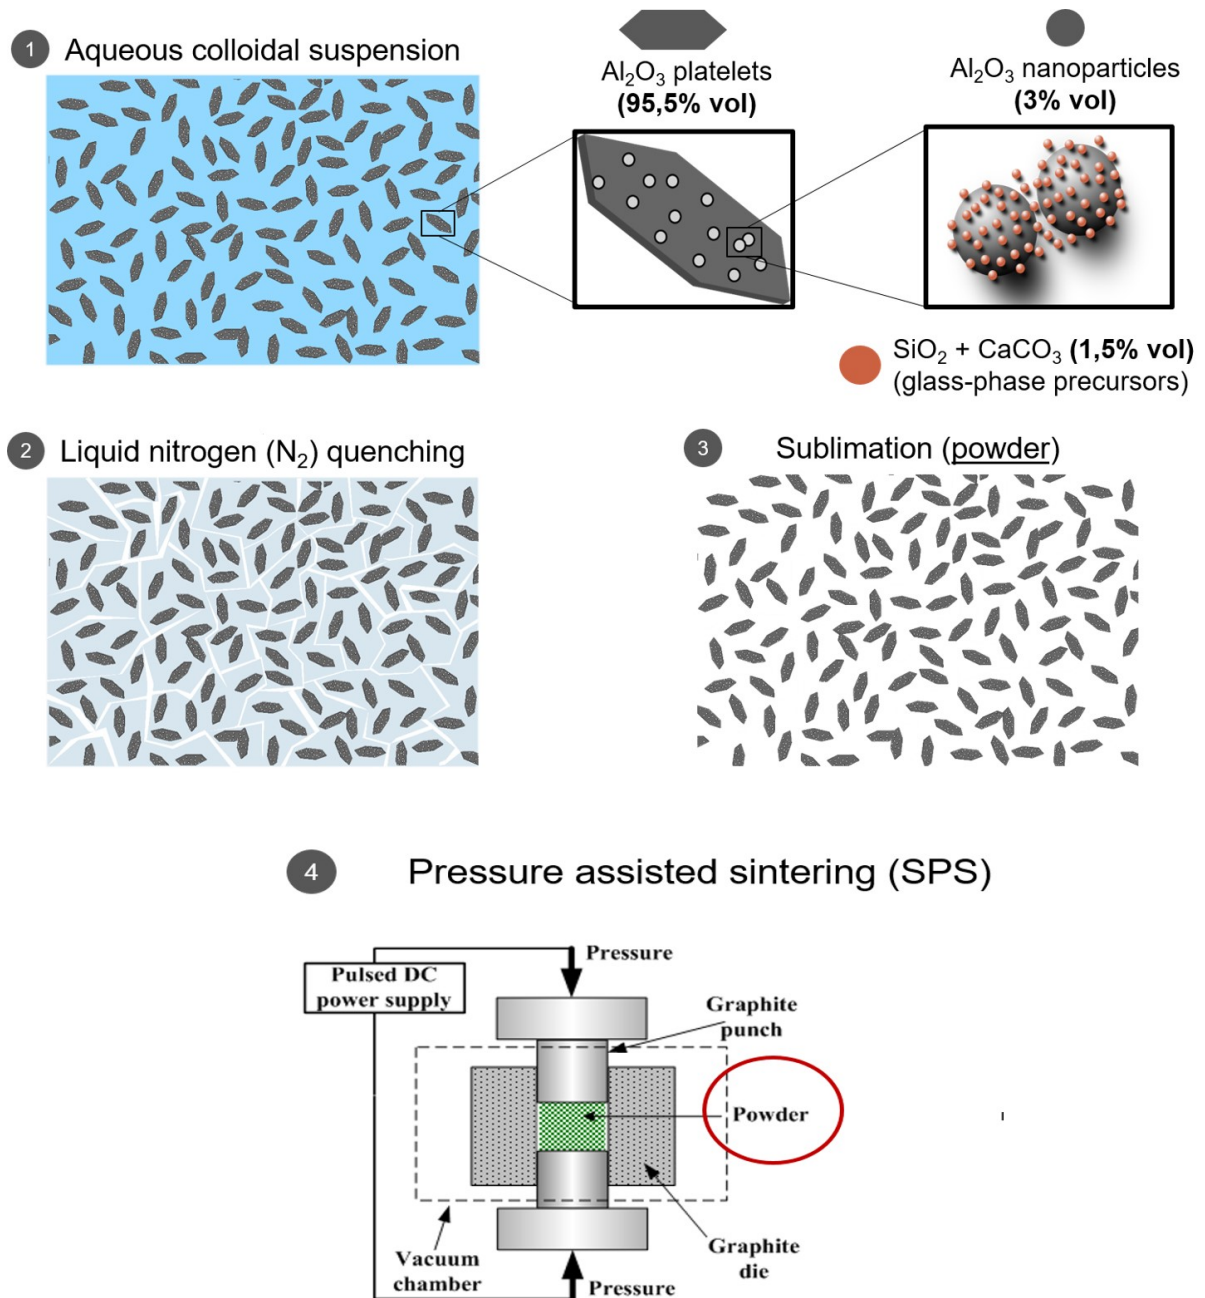 1 Aqueous colloidal suspension
Al₂O₃ platelets
(95,5% vol)
Al₂O₃ nanoparticles
(3% vol)
SiO₂ + CaCO₃ (1,5% vol)
(glass-phase precursors)
2 Liquid nitrogen (N₂) quenching
3 Sublimation (powder)
4 Pressure assisted sintering (SPS)
Pulsed DC
power supply
Pressure
Graphite
punch
Powder
Graphite
die
Vacuum
chamber
Pressure